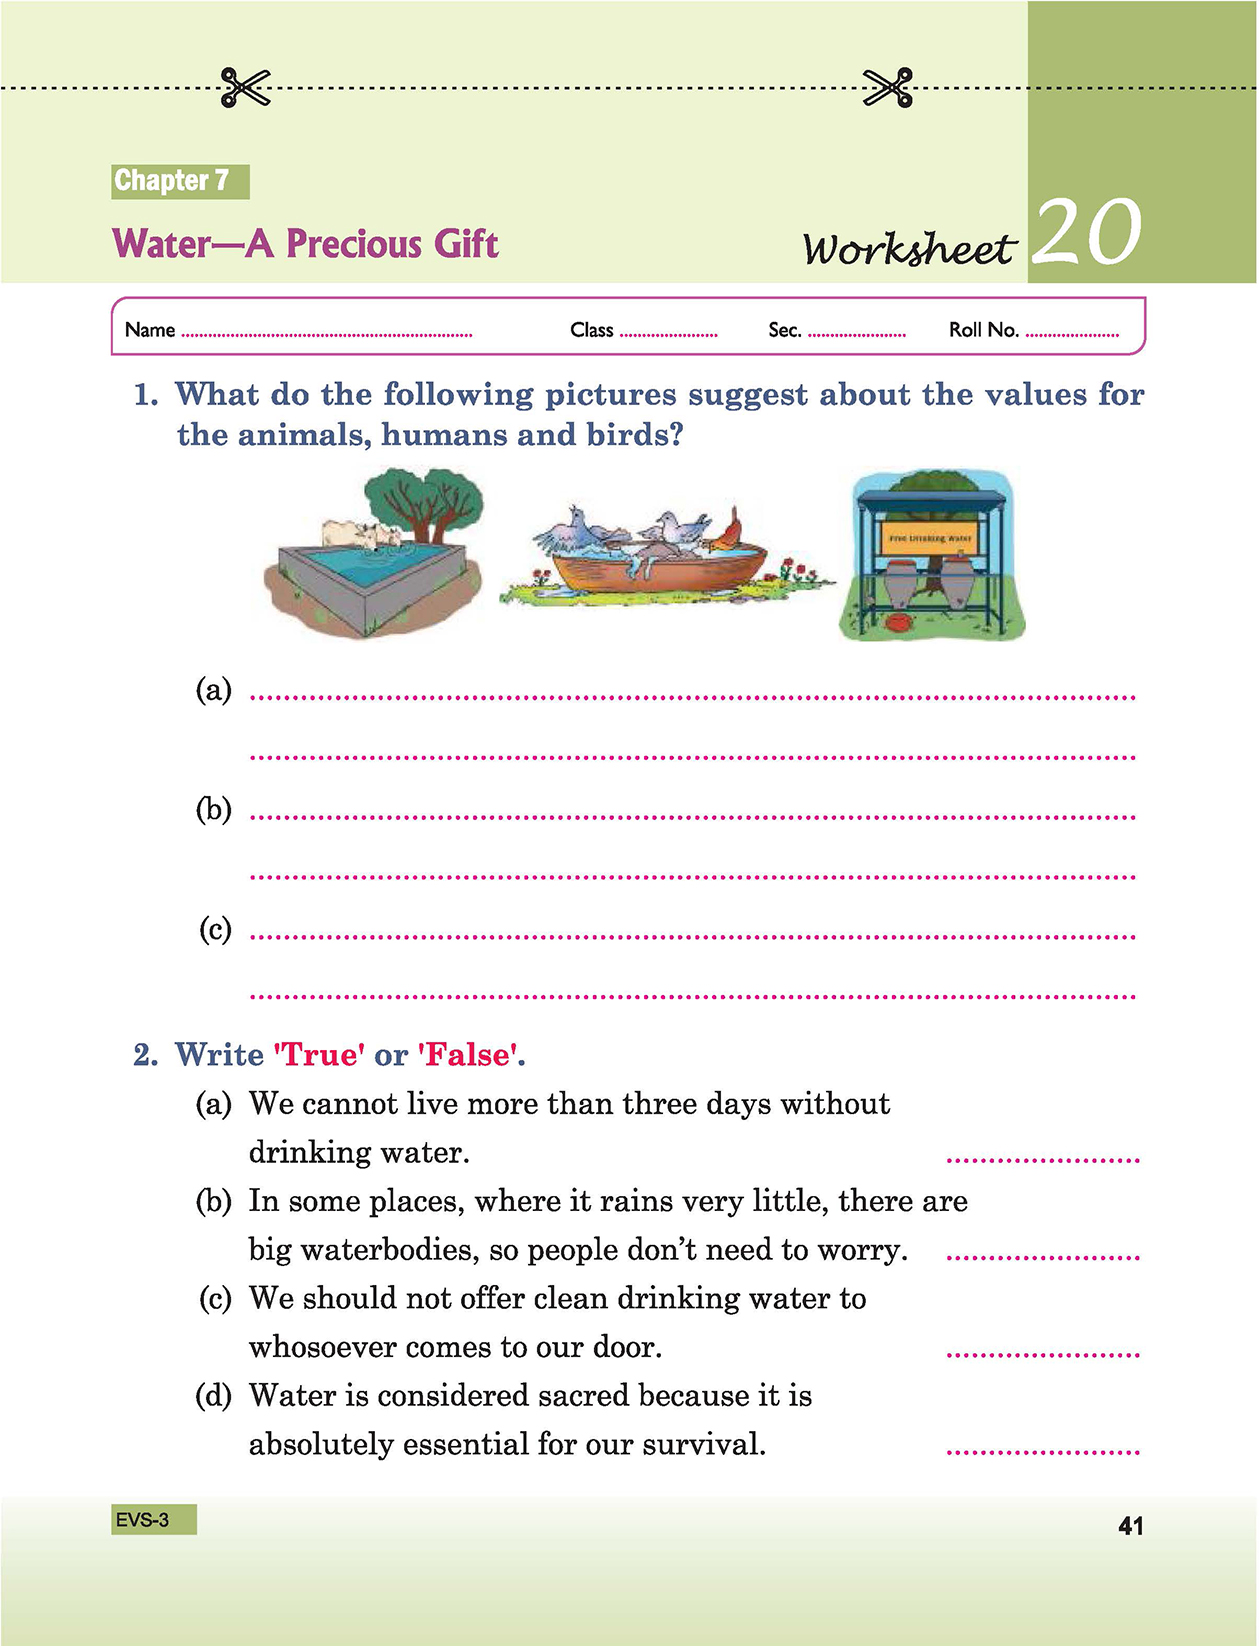 Chapter 7
Water—A Precious Gift
Worksheet 20
Name ........................ Class ............ Sec. ............ Roll No. ............
1. What do the following pictures suggest about the values for
the animals, humans and birds?
Free Drinking Water
(a)
(b)
(c)
2. Write 'True' or 'False'.
(a) We cannot live more than three days without
drinking water.
(b) In some places, where it rains very little, there are
big waterbodies, so people don't need to worry.
(c) We should not offer clean drinking water to
whosoever comes to our door.
(d) Water is considered sacred because it is
absolutely essential for our survival.
EVS-3
41